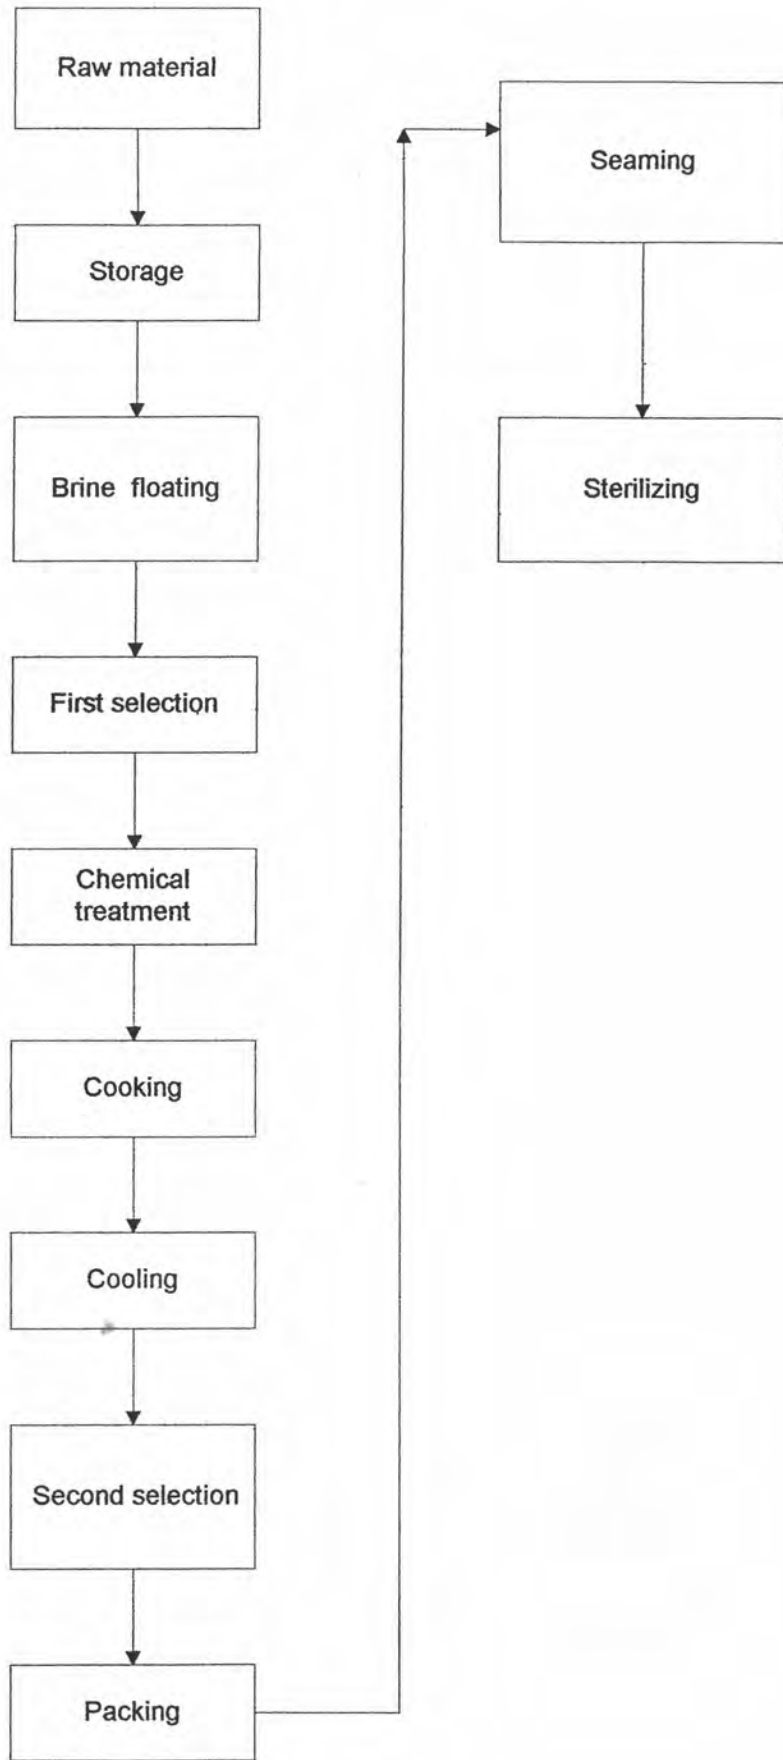 Raw material
Storage
Brine floating
First selection
Chemical
treatment
Cooking
Cooling
Second selection
Packing
Seaming
Sterilizing